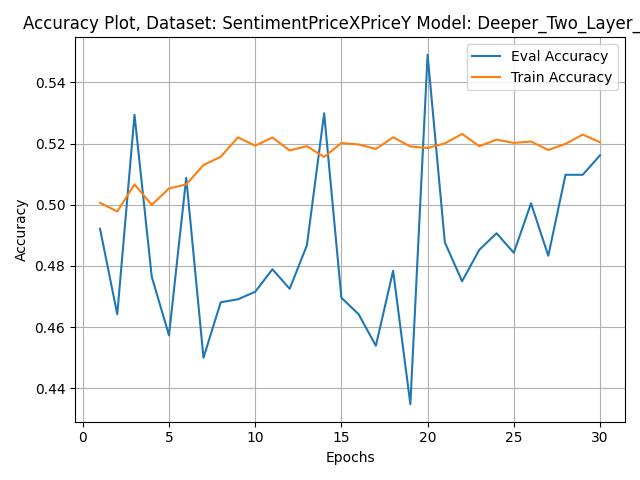 Accuracy Plot, Dataset: SentimentPriceXPriceY Model: Deeper_Two_Layer_
Eval Accuracy
Train Accuracy
Accuracy
0.54
0.52
0.50
0.48
0.46
0.44
0 5 10 15 20 25 30
Epochs